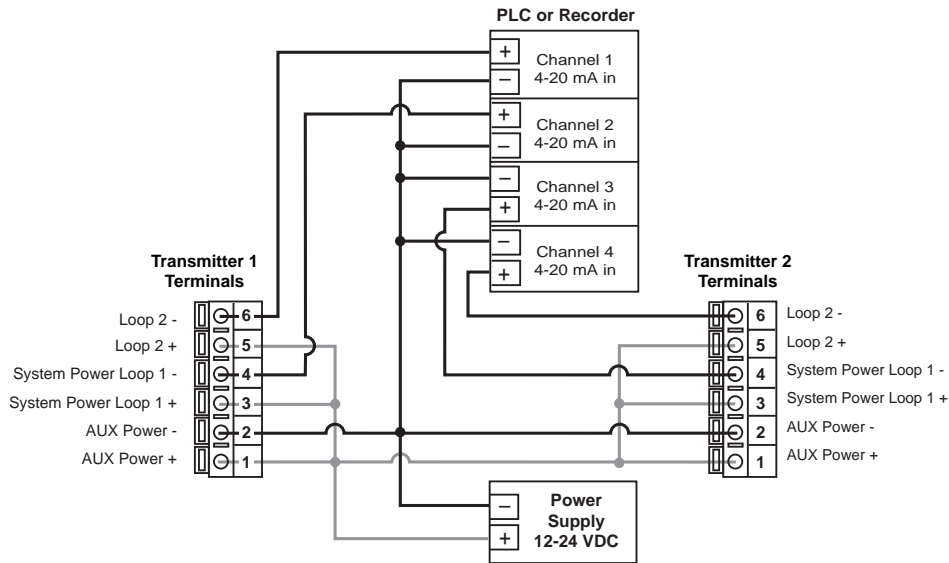 PLC or Recorder
+
Channel 1
4-20 mA in
–
+
Channel 2
4-20 mA in
–
–
Channel 3
4-20 mA in
+
–
Channel 4
4-20 mA in
+
Transmitter 1
Terminals
Loop 2 -
6
Loop 2 +
5
System Power Loop 1 -
4
System Power Loop 1 +
3
AUX Power -
2
AUX Power +
1
Transmitter 2
Terminals
6
Loop 2 -
5
Loop 2 +
4
System Power Loop 1 -
3
System Power Loop 1 +
2
AUX Power -
1
AUX Power +
–
+
Power
Supply
12-24 VDC